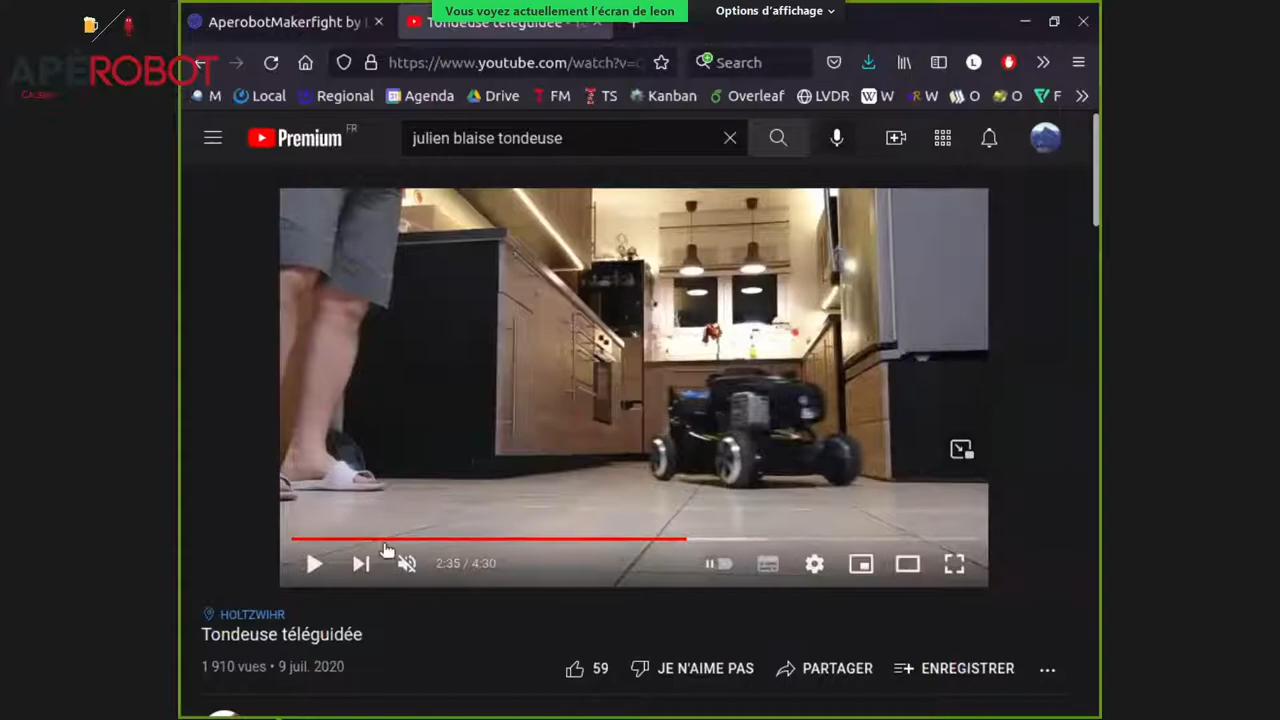 Vous voyez actuellement l'écran de leon
Options d'affichage
APÉROBOT
AperobotMakerfight by
Tondeuse téléguidée
https://www.youtube.com/watch?v=
Search
L
M
Local
Regional
Agenda
Drive
FM
TS
Kanban
Overleaf
LVDR
W
W
O
O
F
Premium
FR
julien blaise tondeuse
2:35 / 4:30
HOLTZWIHR
Tondeuse téléguidée
1 910 vues • 9 juil. 2020
59
JE N'AIME PAS
PARTAGER
ENREGISTRER